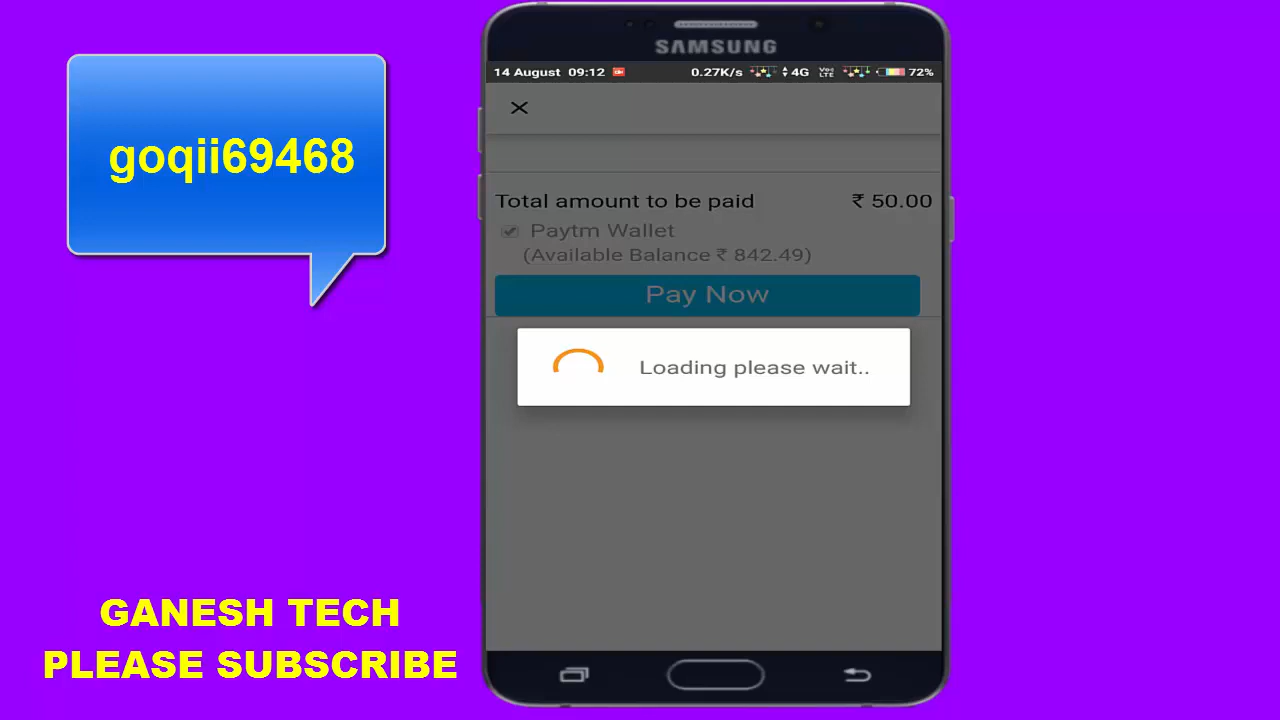 goqii69468
SAMSUNG
14 August 09:12 0.27K/s 4G VoLTE 72%
Total amount to be paid ₹ 50.00
Paytm Wallet
(Available Balance ₹ 842.49)
Pay Now
Loading please wait..
GANESH TECH
PLEASE SUBSCRIBE